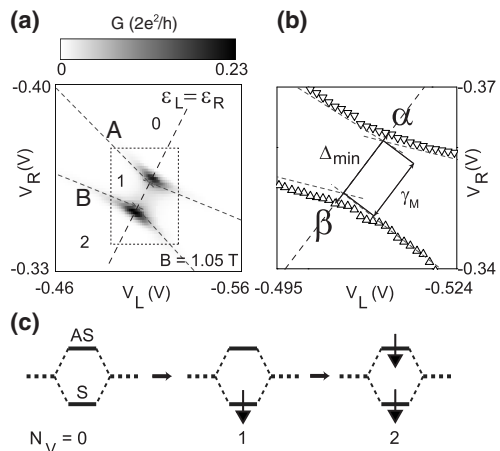 (a)
G (2e²/h)
0 0.23
-0.40
ε_L=ε_R
A 0
1
B
2
B = 1.05 T
V_R(V)
-0.33
-0.46 V_L(V) -0.56
(b)
-0.37
α
Δ_min
γ_M
β
V_R(V)
-0.34
-0.495 V_L(V) -0.524
(c)
AS
S
N_V = 0 1 2